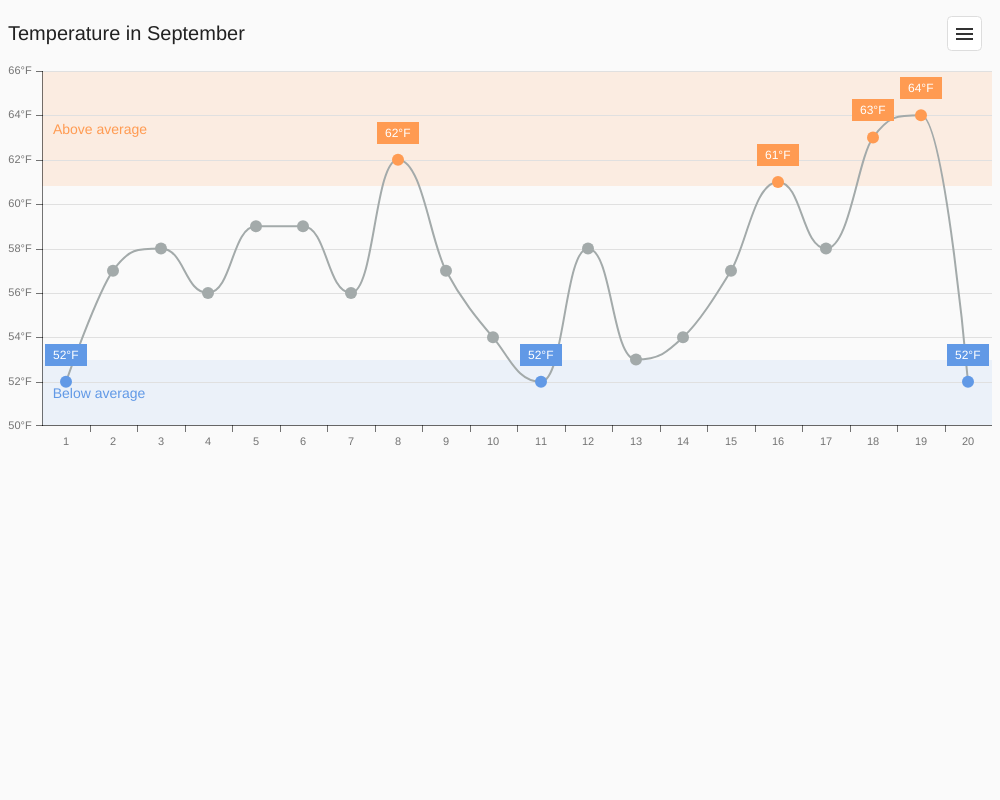 Temperature in September
66°F
64°F
62°F
60°F
58°F
56°F
54°F
52°F
50°F
Above average
Below average
52°F
62°F
52°F
61°F
63°F
64°F
52°F
1 2 3 4 5 6 7 8 9 10 11 12 13 14 15 16 17 18 19 20